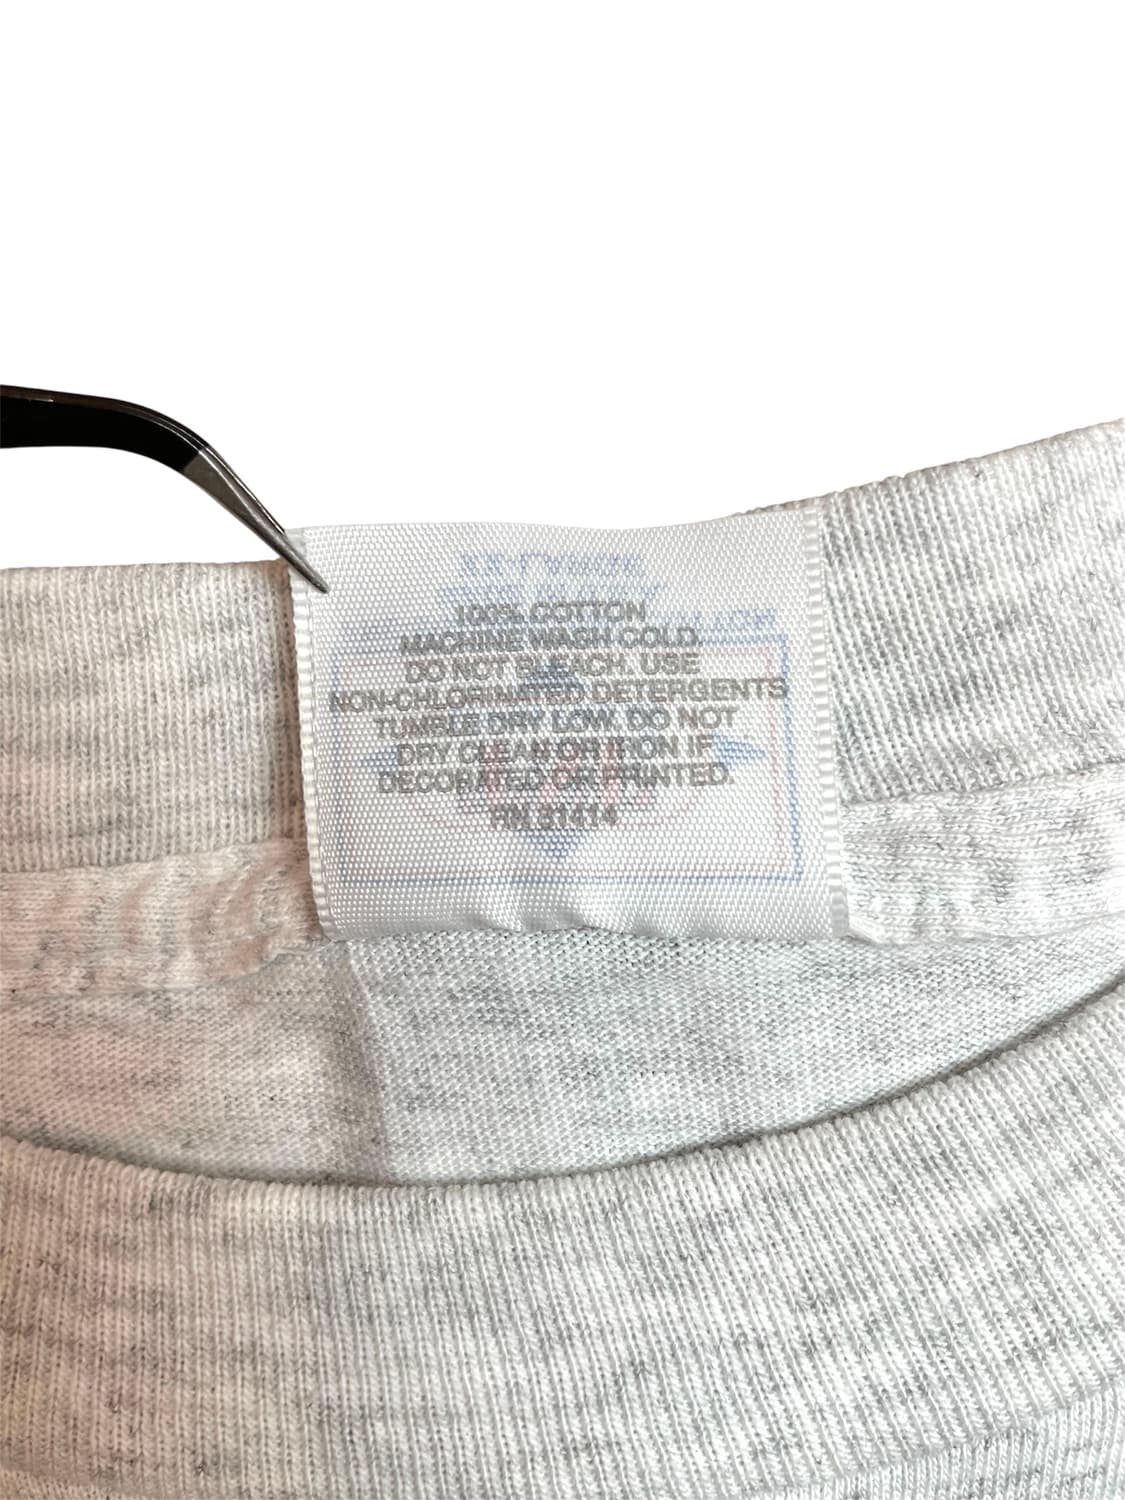 100% COTTON
MACHINE WASH COLD.
DO NOT BLEACH. USE
NON-CHLORINATED DETERGENTS
TUMBLE DRY LOW. DO NOT
DRY CLEAN OR IRON IF
DECORATED OR PRINTED.
RN 31414